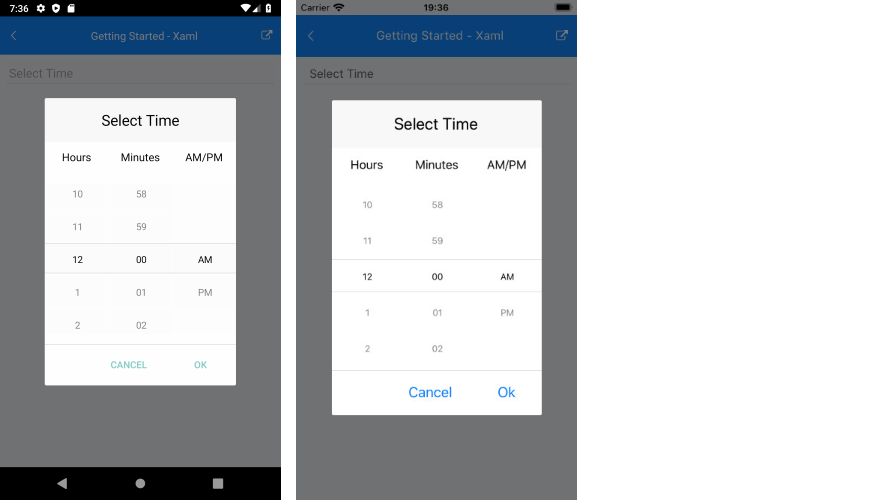 7:36
Getting Started - Xaml
Select Time
Select Time
Hours Minutes AM/PM
10 58
11 59
12 00 AM
1 01 PM
2 02
CANCEL OK
Carrier 19:36
Getting Started - Xaml
Select Time
Select Time
Hours Minutes AM/PM
10 58
11 59
12 00 AM
1 01 PM
2 02
Cancel Ok